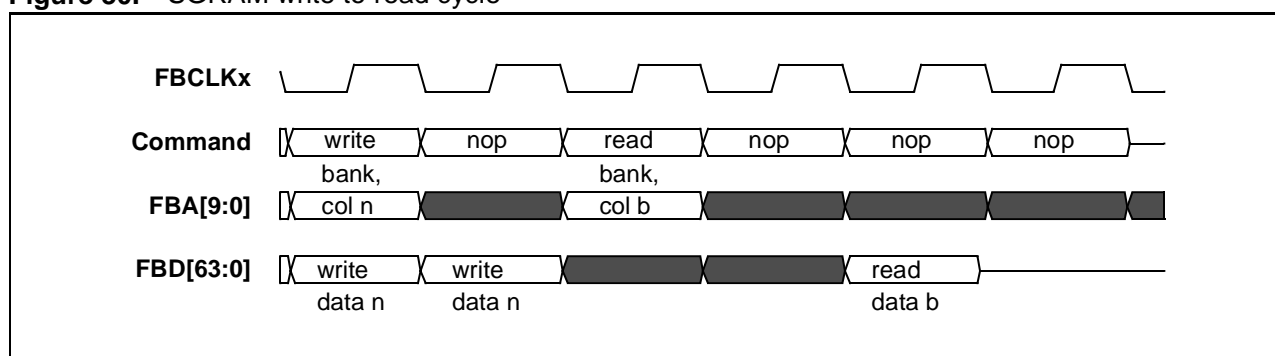 Figure 30. SGRAM write to read cycle
FBCLKx
Command write nop read nop nop nop
bank, bank,
FBA[9:0] col n col b
FBD[63:0] write write read
data n data n data b